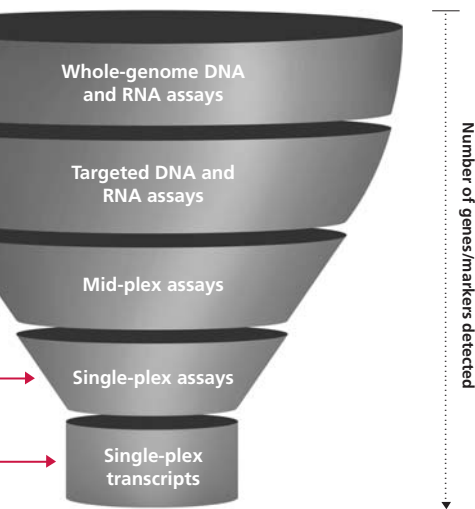 Whole-genome DNA
and RNA assays
Targeted DNA and
RNA assays
Mid-plex assays
Single-plex assays
Single-plex
transcripts
Number of genes/markers detected